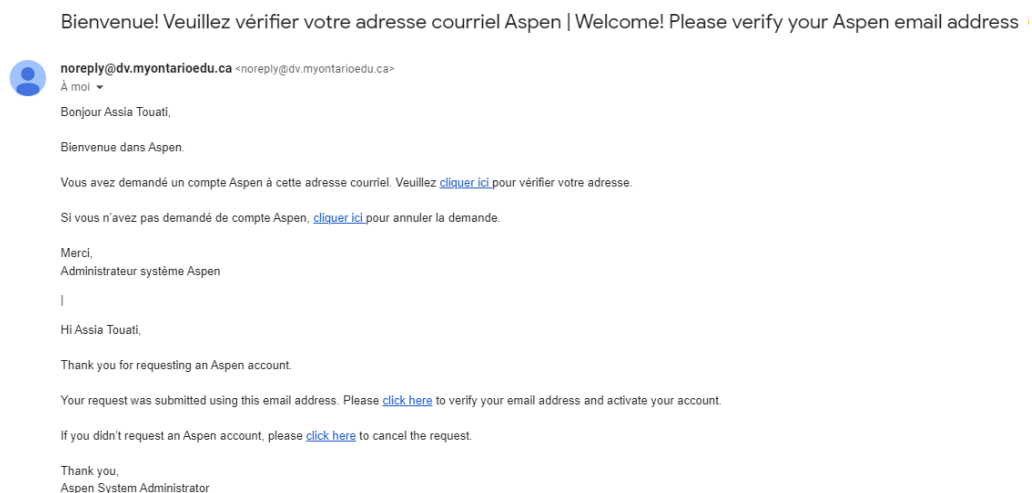 Bienvenue! Veuillez vérifier votre adresse courriel Aspen | Welcome! Please verify your Aspen email address
noreply@dv.myontarioedu.ca <noreply@dv.myontarioedu.ca>
À moi
Bonjour Assia Touati,
Bienvenue dans Aspen.
Vous avez demandé un compte Aspen à cette adresse courriel. Veuillez cliquer ici pour vérifier votre adresse.
Si vous n'avez pas demandé de compte Aspen, cliquer ici pour annuler la demande.
Merci,
Administrateur système Aspen
|
Hi Assia Touati,
Thank you for requesting an Aspen account.
Your request was submitted using this email address. Please click here to verify your email address and activate your account.
If you didn't request an Aspen account, please click here to cancel the request.
Thank you,
Aspen System Administrator